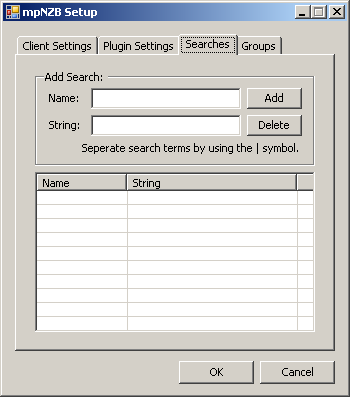 mpNZB Setup
Client Settings Plugin Settings Searches Groups
Add Search:
Name: Add
String: Delete
Seperate search terms by using the | symbol.
Name String
OK Cancel